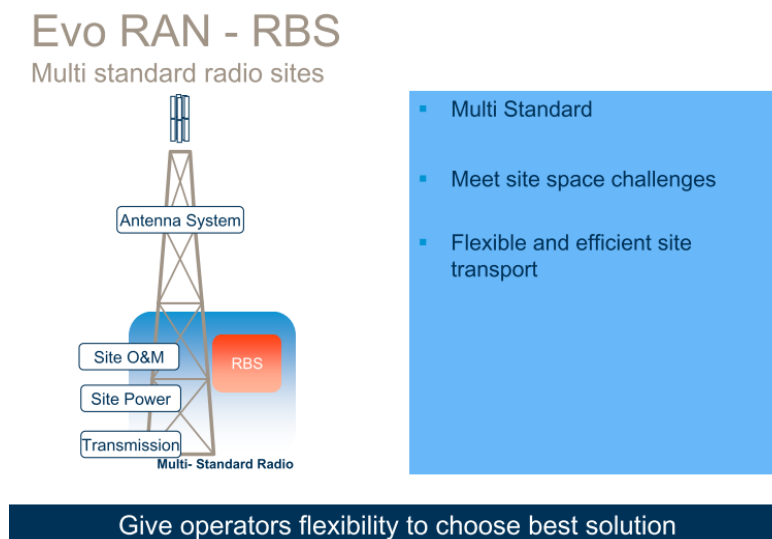 Evo RAN - RBS
Multi standard radio sites
Antenna System
Site O&M
RBS
Site Power
Transmission
Multi- Standard Radio
Multi Standard
Meet site space challenges
Flexible and efficient site
transport
Give operators flexibility to choose best solution